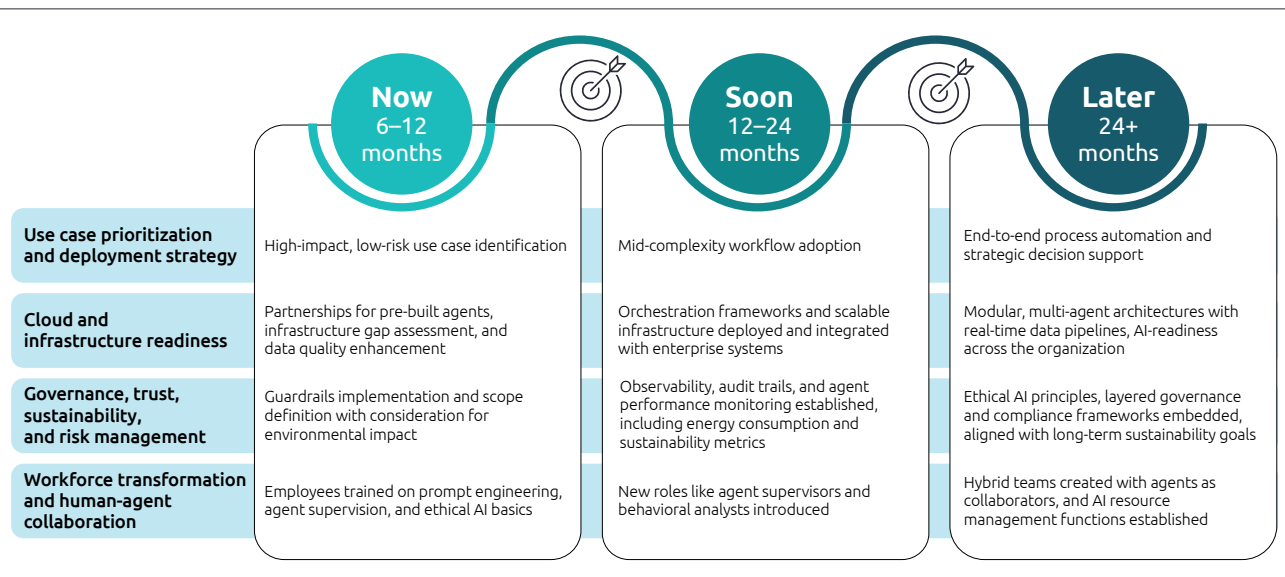 Now
6–12
months
Soon
12–24
months
Later
24+
months
Use case prioritization
and deployment strategy
High-impact, low-risk use case identification
Mid-complexity workflow adoption
End-to-end process automation and
strategic decision support
Cloud and
infrastructure readiness
Partnerships for pre-built agents,
infrastructure gap assessment, and
data quality enhancement
Orchestration frameworks and scalable
infrastructure deployed and integrated
with enterprise systems
Modular, multi-agent architectures with
real-time data pipelines, AI-readiness
across the organization
Governance, trust,
sustainability,
and risk management
Guardrails implementation and scope
definition with consideration for
environmental impact
Observability, audit trails, and agent
performance monitoring established,
including energy consumption and
sustainability metrics
Ethical AI principles, layered governance
and compliance frameworks embedded,
aligned with long-term sustainability goals
Workforce transformation
and human-agent
collaboration
Employees trained on prompt engineering,
agent supervision, and ethical AI basics
New roles like agent supervisors and
behavioral analysts introduced
Hybrid teams created with agents as
collaborators, and AI resource
management functions established